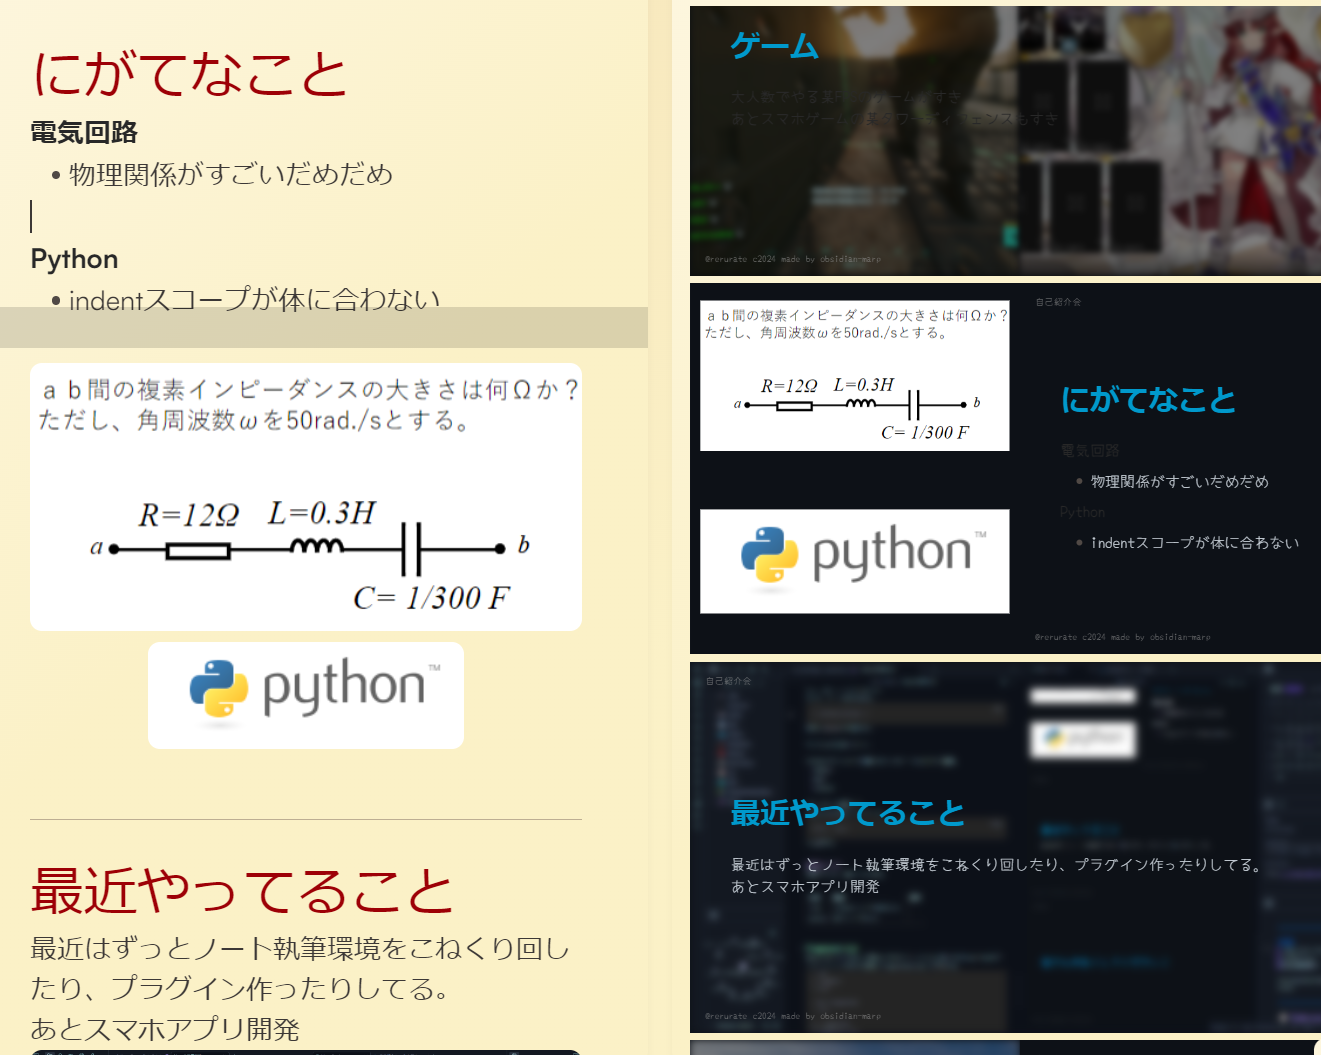 にがてなこと
電気回路
• 物理関係がすごいだめだめ
Python
• indentスコープが体に合わない
ａｂ間の複素インピーダンスの大きさは何Ωか？
ただし、角周波数ωを50rad./sとする。
R=12Ω L=0.3H
a
b
C= 1/300 F
python™
最近やってること
最近はずっとノート執筆環境をこねくり回し
たり、プラグイン作ったりしてる。
あとスマホアプリ開発
ゲーム
@rerurate c2024 made by obsidian-marp
自己紹介会
ａｂ間の複素インピーダンスの大きさは何Ωか？
ただし、角周波数ωを50rad./sとする。
R=12Ω L=0.3H
a
b
C= 1/300 F
python™
にがてなこと
電気回路
• 物理関係がすごいだめだめ
Python
• indentスコープが体に合わない
@rerurate c2024 made by obsidian-marp
自己紹介会
最近やってること
最近はずっとノート執筆環境をこねくり回したり、プラグイン作ったりしてる。
あとスマホアプリ開発
@rerurate c2024 made by obsidian-marp